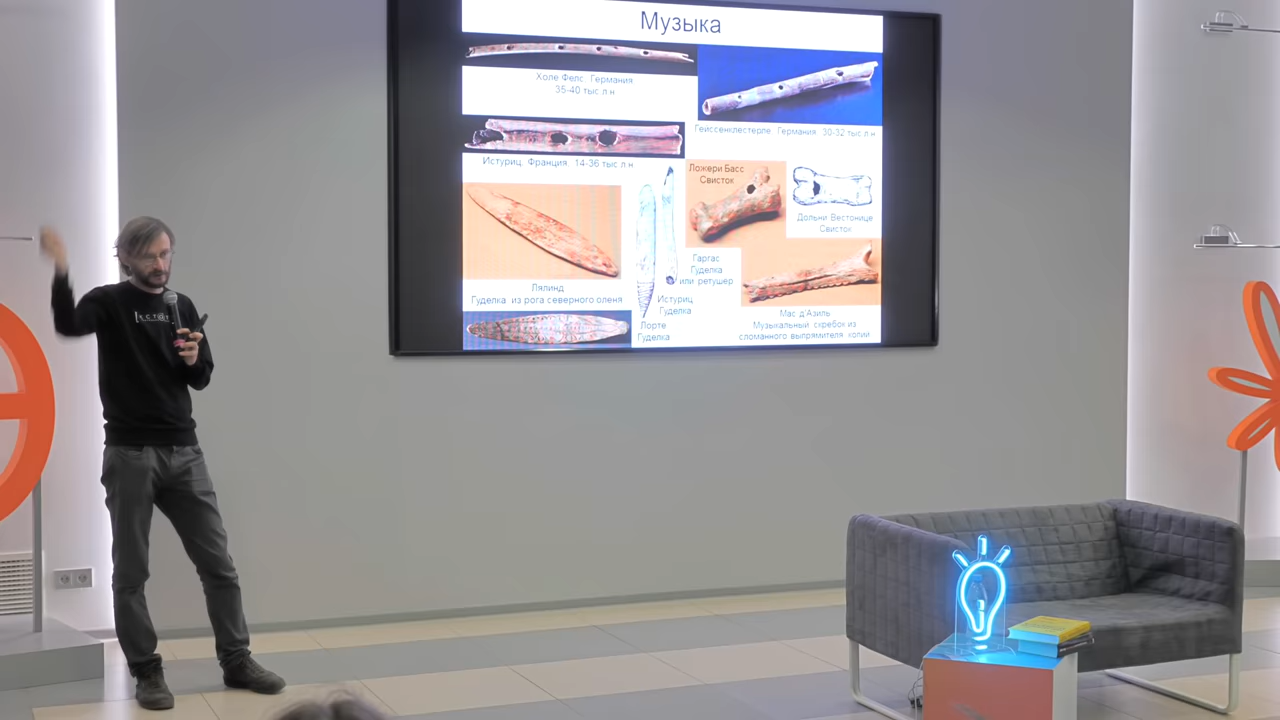 Музыка
Холе Фелс. Германия
35-40 тыс.л.н.
Гейссенклестерле. Германия. 30-32 тыс.л.н.
Истуриц. Франция. 14-36 тыс.л.н.
Ложери Басс
Свисток
Дольни Вестонице
Свисток
Гаргас
Гуделка
или ретушер
Лялинд
Гуделка из рога северного оленя
Истуриц
Гуделка
Лорте
Гуделка
Мас д'Азиль
Музыкальный скребок из
сломанного выпрямителя копий